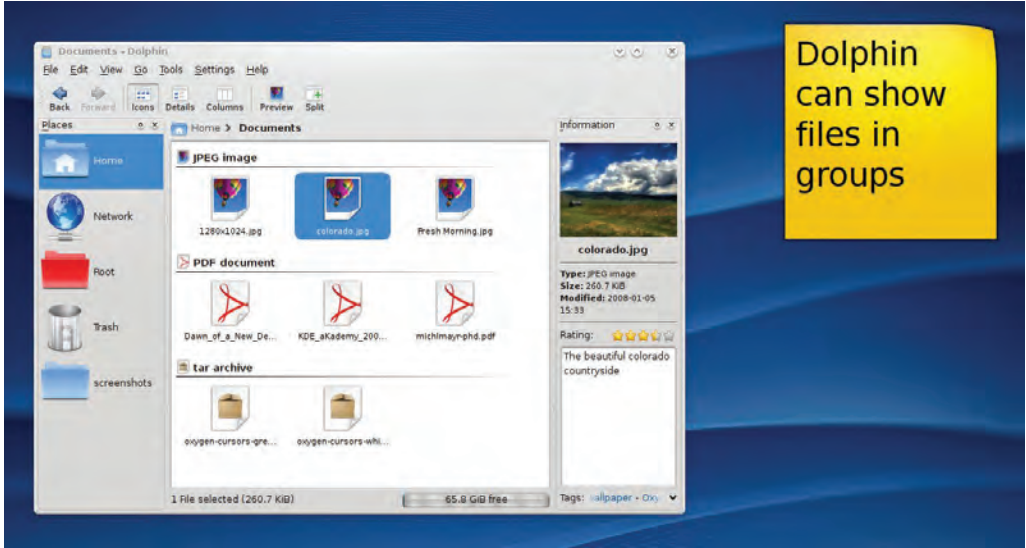 Documents - Dolphin
File Edit View Go Tools Settings Help
Back Forward Icons Details Columns Preview Split
Places
Home
Network
Root
Trash
screenshots
Home > Documents
JPEG image
1280x1024.jpg colorado.jpg Fresh Morning.jpg
PDF document
Dawn_of_a_New_De... KDE_aKademy_200... michlmayr-phd.pdf
tar archive
oxygen-cursors-gre... oxygen-cursors-whi...
1 File selected (260.7 KiB)
65.8 GiB free
Information
colorado.jpg
Type: JPEG image
Size: 260.7 KiB
Modified: 2008-01-05
15:33
Rating:
The beautiful colorado
countryside
Tags: allpaper - Oxy
Dolphin
can show
files in
groups